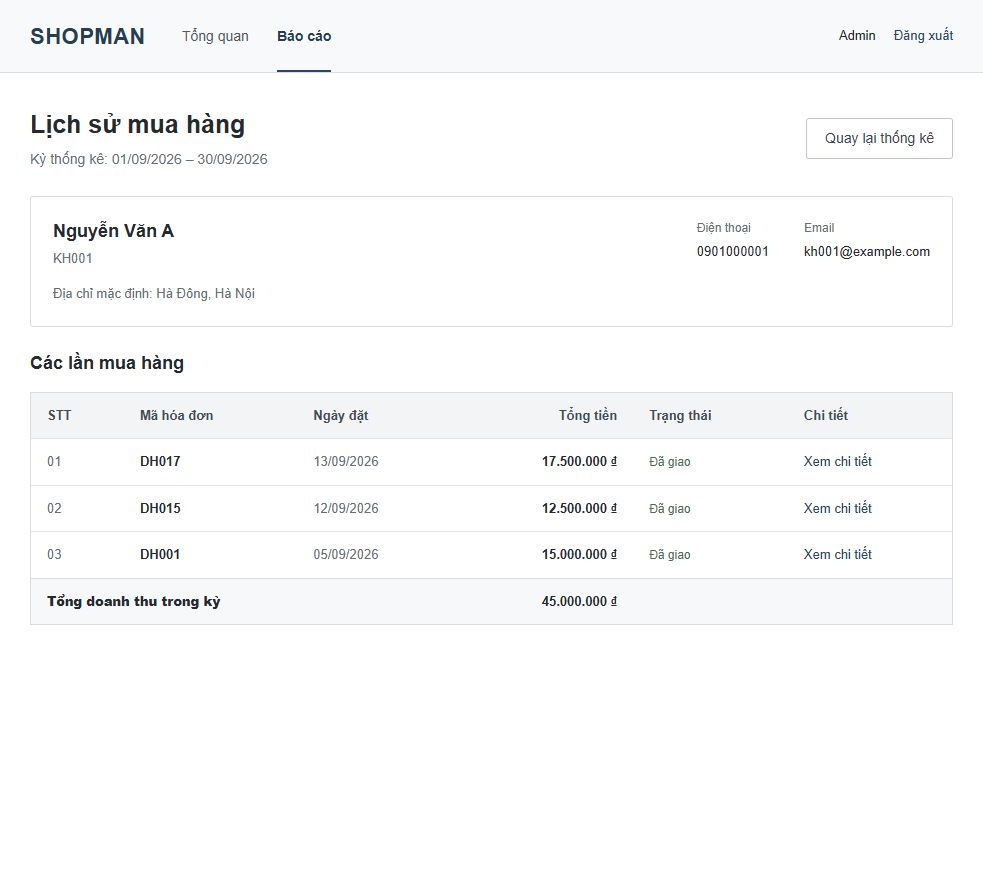 SHOPMAN Tổng quan Báo cáo Admin Đăng xuất
Lịch sử mua hàng
Quay lại thống kê
Kỳ thống kê: 01/09/2026 – 30/09/2026
Nguyễn Văn A
KH001
Địa chỉ mặc định: Hà Đông, Hà Nội
Điện thoại
0901000001
Email
kh001@example.com
Các lần mua hàng
STT Mã hóa đơn Ngày đặt Tổng tiền Trạng thái Chi tiết
01 DH017 13/09/2026 17.500.000 ₫ Đã giao Xem chi tiết
02 DH015 12/09/2026 12.500.000 ₫ Đã giao Xem chi tiết
03 DH001 05/09/2026 15.000.000 ₫ Đã giao Xem chi tiết
Tổng doanh thu trong kỳ 45.000.000 ₫